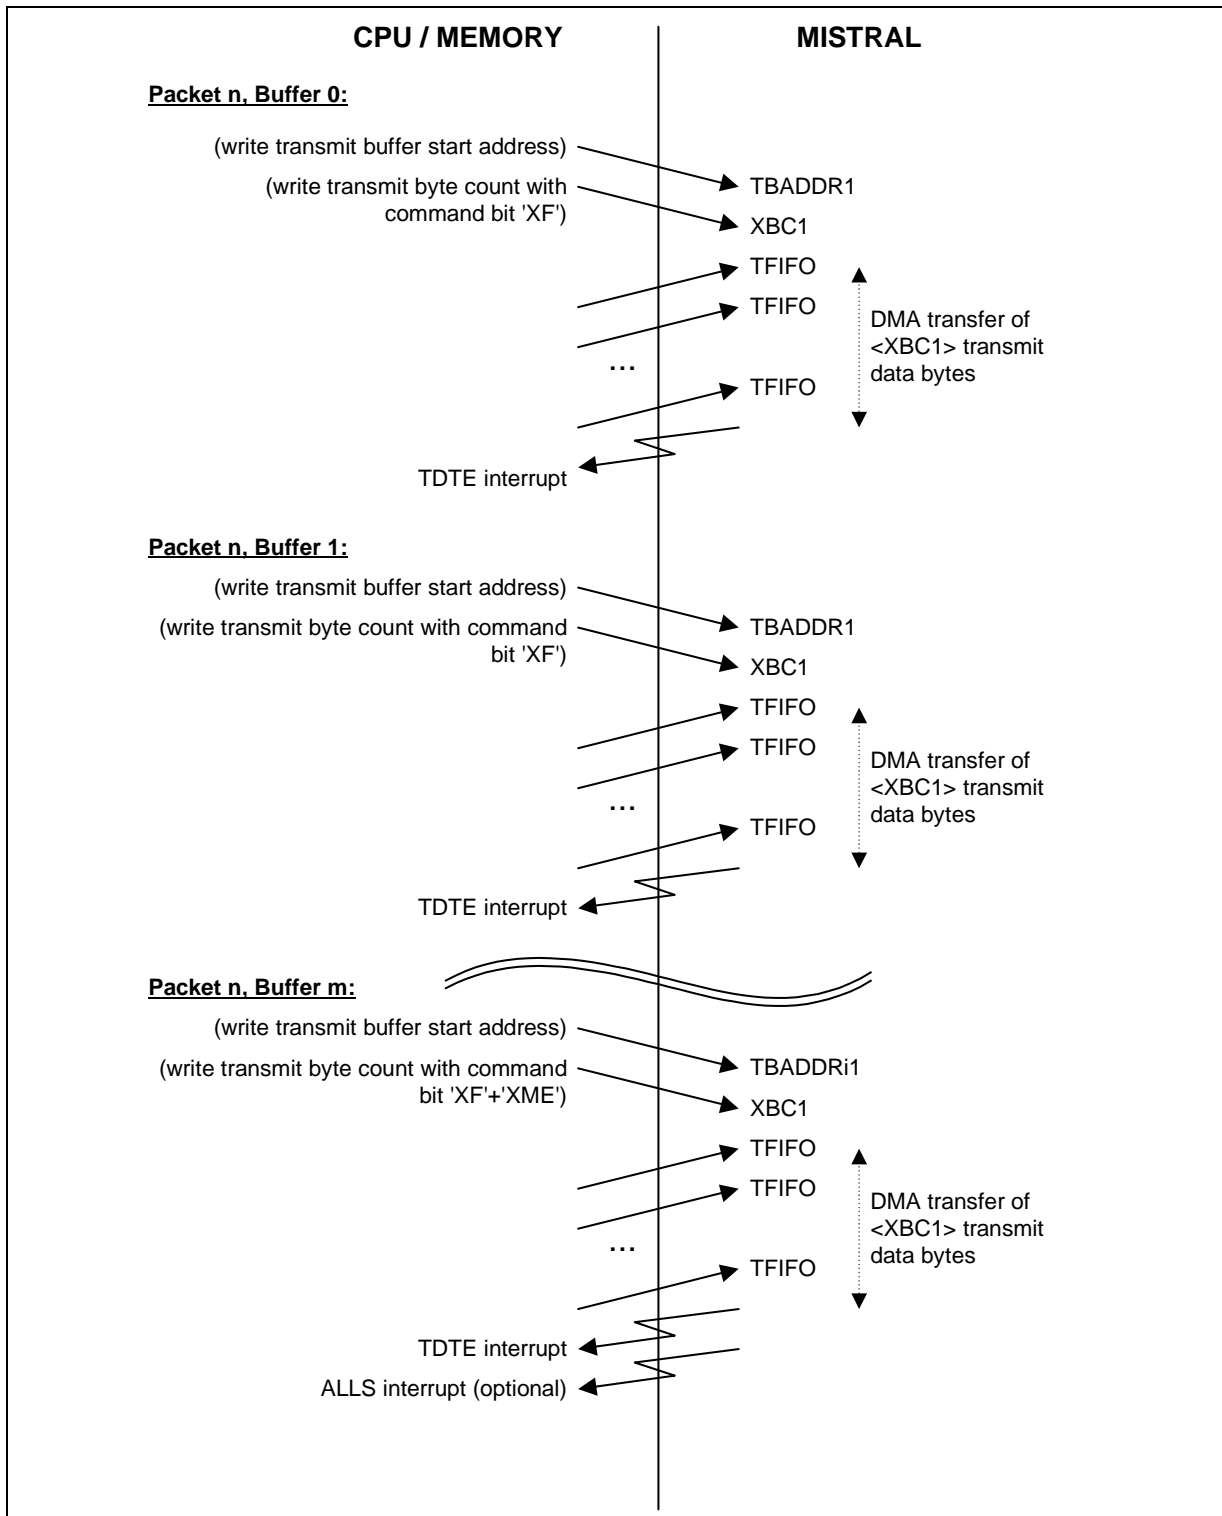 CPU / MEMORY
MISTRAL
Packet n, Buffer 0:
(write transmit buffer start address)
TBADDR1
(write transmit byte count with
command bit 'XF')
XBC1
TFIFO
TFIFO
DMA transfer of
<XBC1> transmit
data bytes
...
TFIFO
TDTE interrupt
Packet n, Buffer 1:
(write transmit buffer start address)
TBADDR1
(write transmit byte count with command
bit 'XF')
XBC1
TFIFO
TFIFO
DMA transfer of
<XBC1> transmit
data bytes
...
TFIFO
TDTE interrupt
Packet n, Buffer m:
(write transmit buffer start address)
TBADDRi1
(write transmit byte count with command
bit 'XF'+'XME')
XBC1
TFIFO
TFIFO
DMA transfer of
<XBC1> transmit
data bytes
...
TFIFO
TDTE interrupt
ALLS interrupt (optional)